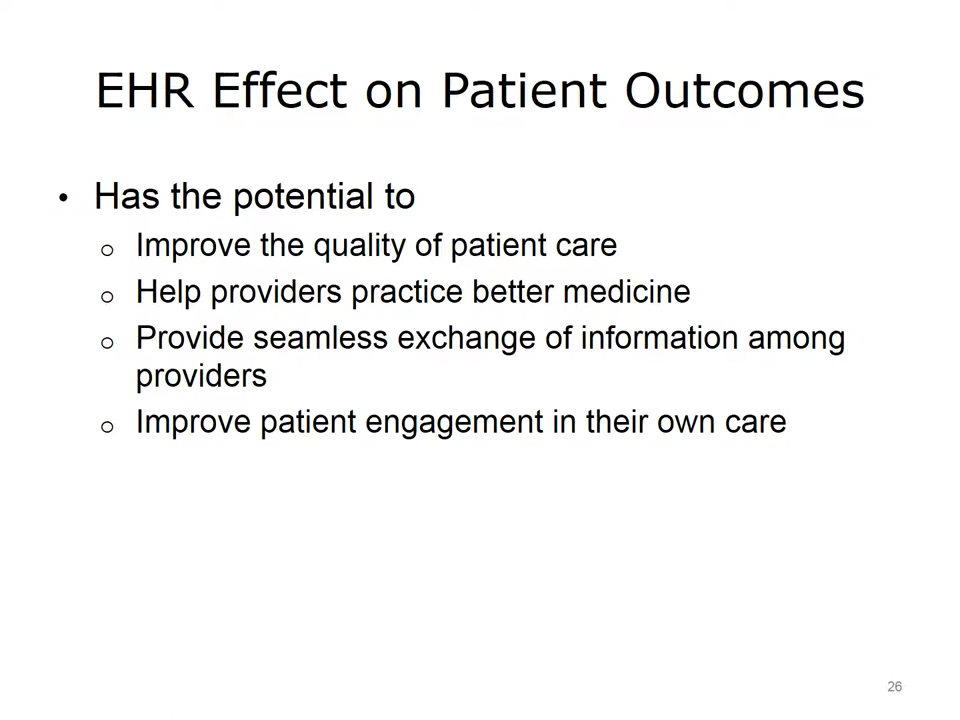 EHR Effect on Patient Outcomes
• Has the potential to
o Improve the quality of patient care
o Help providers practice better medicine
o Provide seamless exchange of information among
providers
o Improve patient engagement in their own care
26